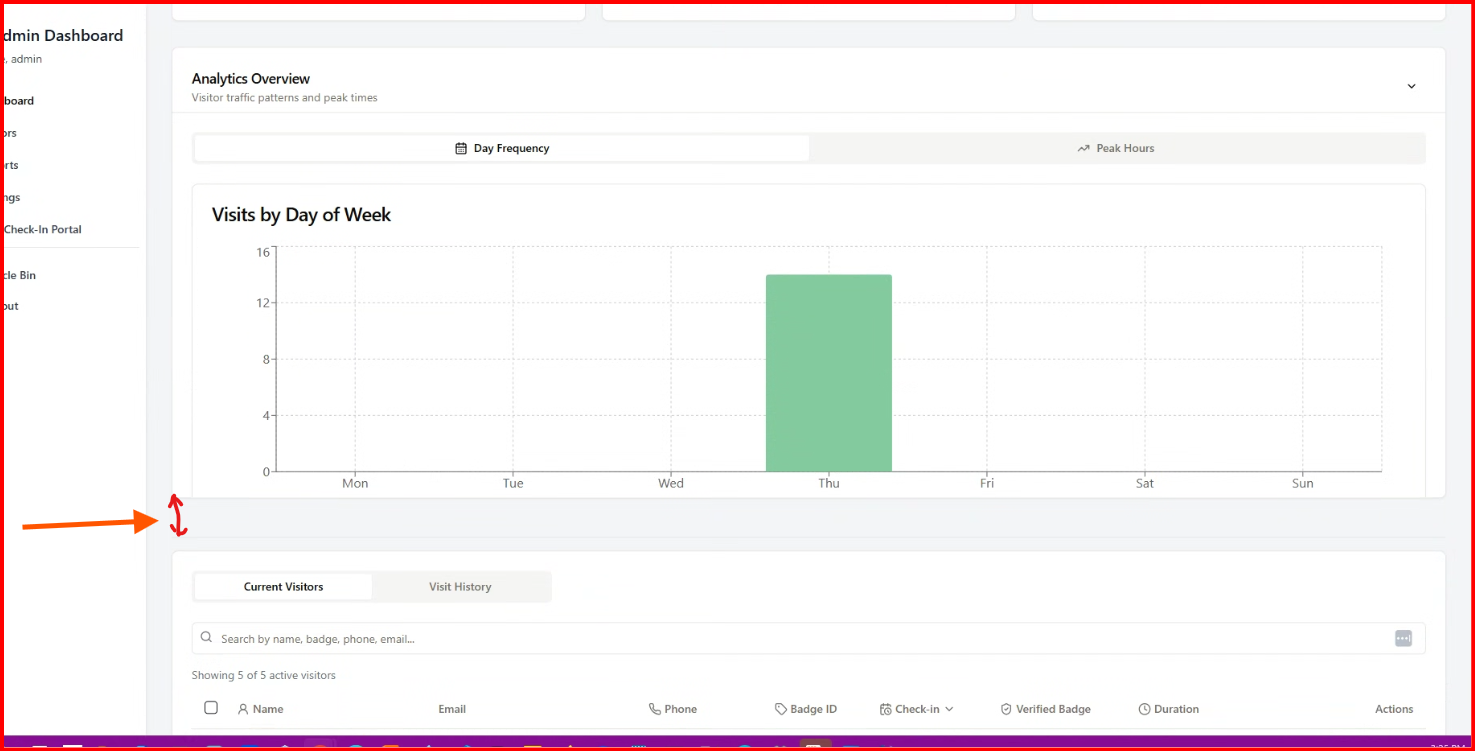 dmin Dashboard
e, admin
board
ors
rts
ngs
Check-In Portal
cle Bin
out
Analytics Overview
Visitor traffic patterns and peak times
Day Frequency
Peak Hours
Visits by Day of Week
16
12
8
4
0
Mon Tue Wed Thu Fri Sat Sun
Current Visitors
Visit History
Search by name, badge, phone, email...
Showing 5 of 5 active visitors
Name Email Phone Badge ID Check-in Verified Badge Duration Actions